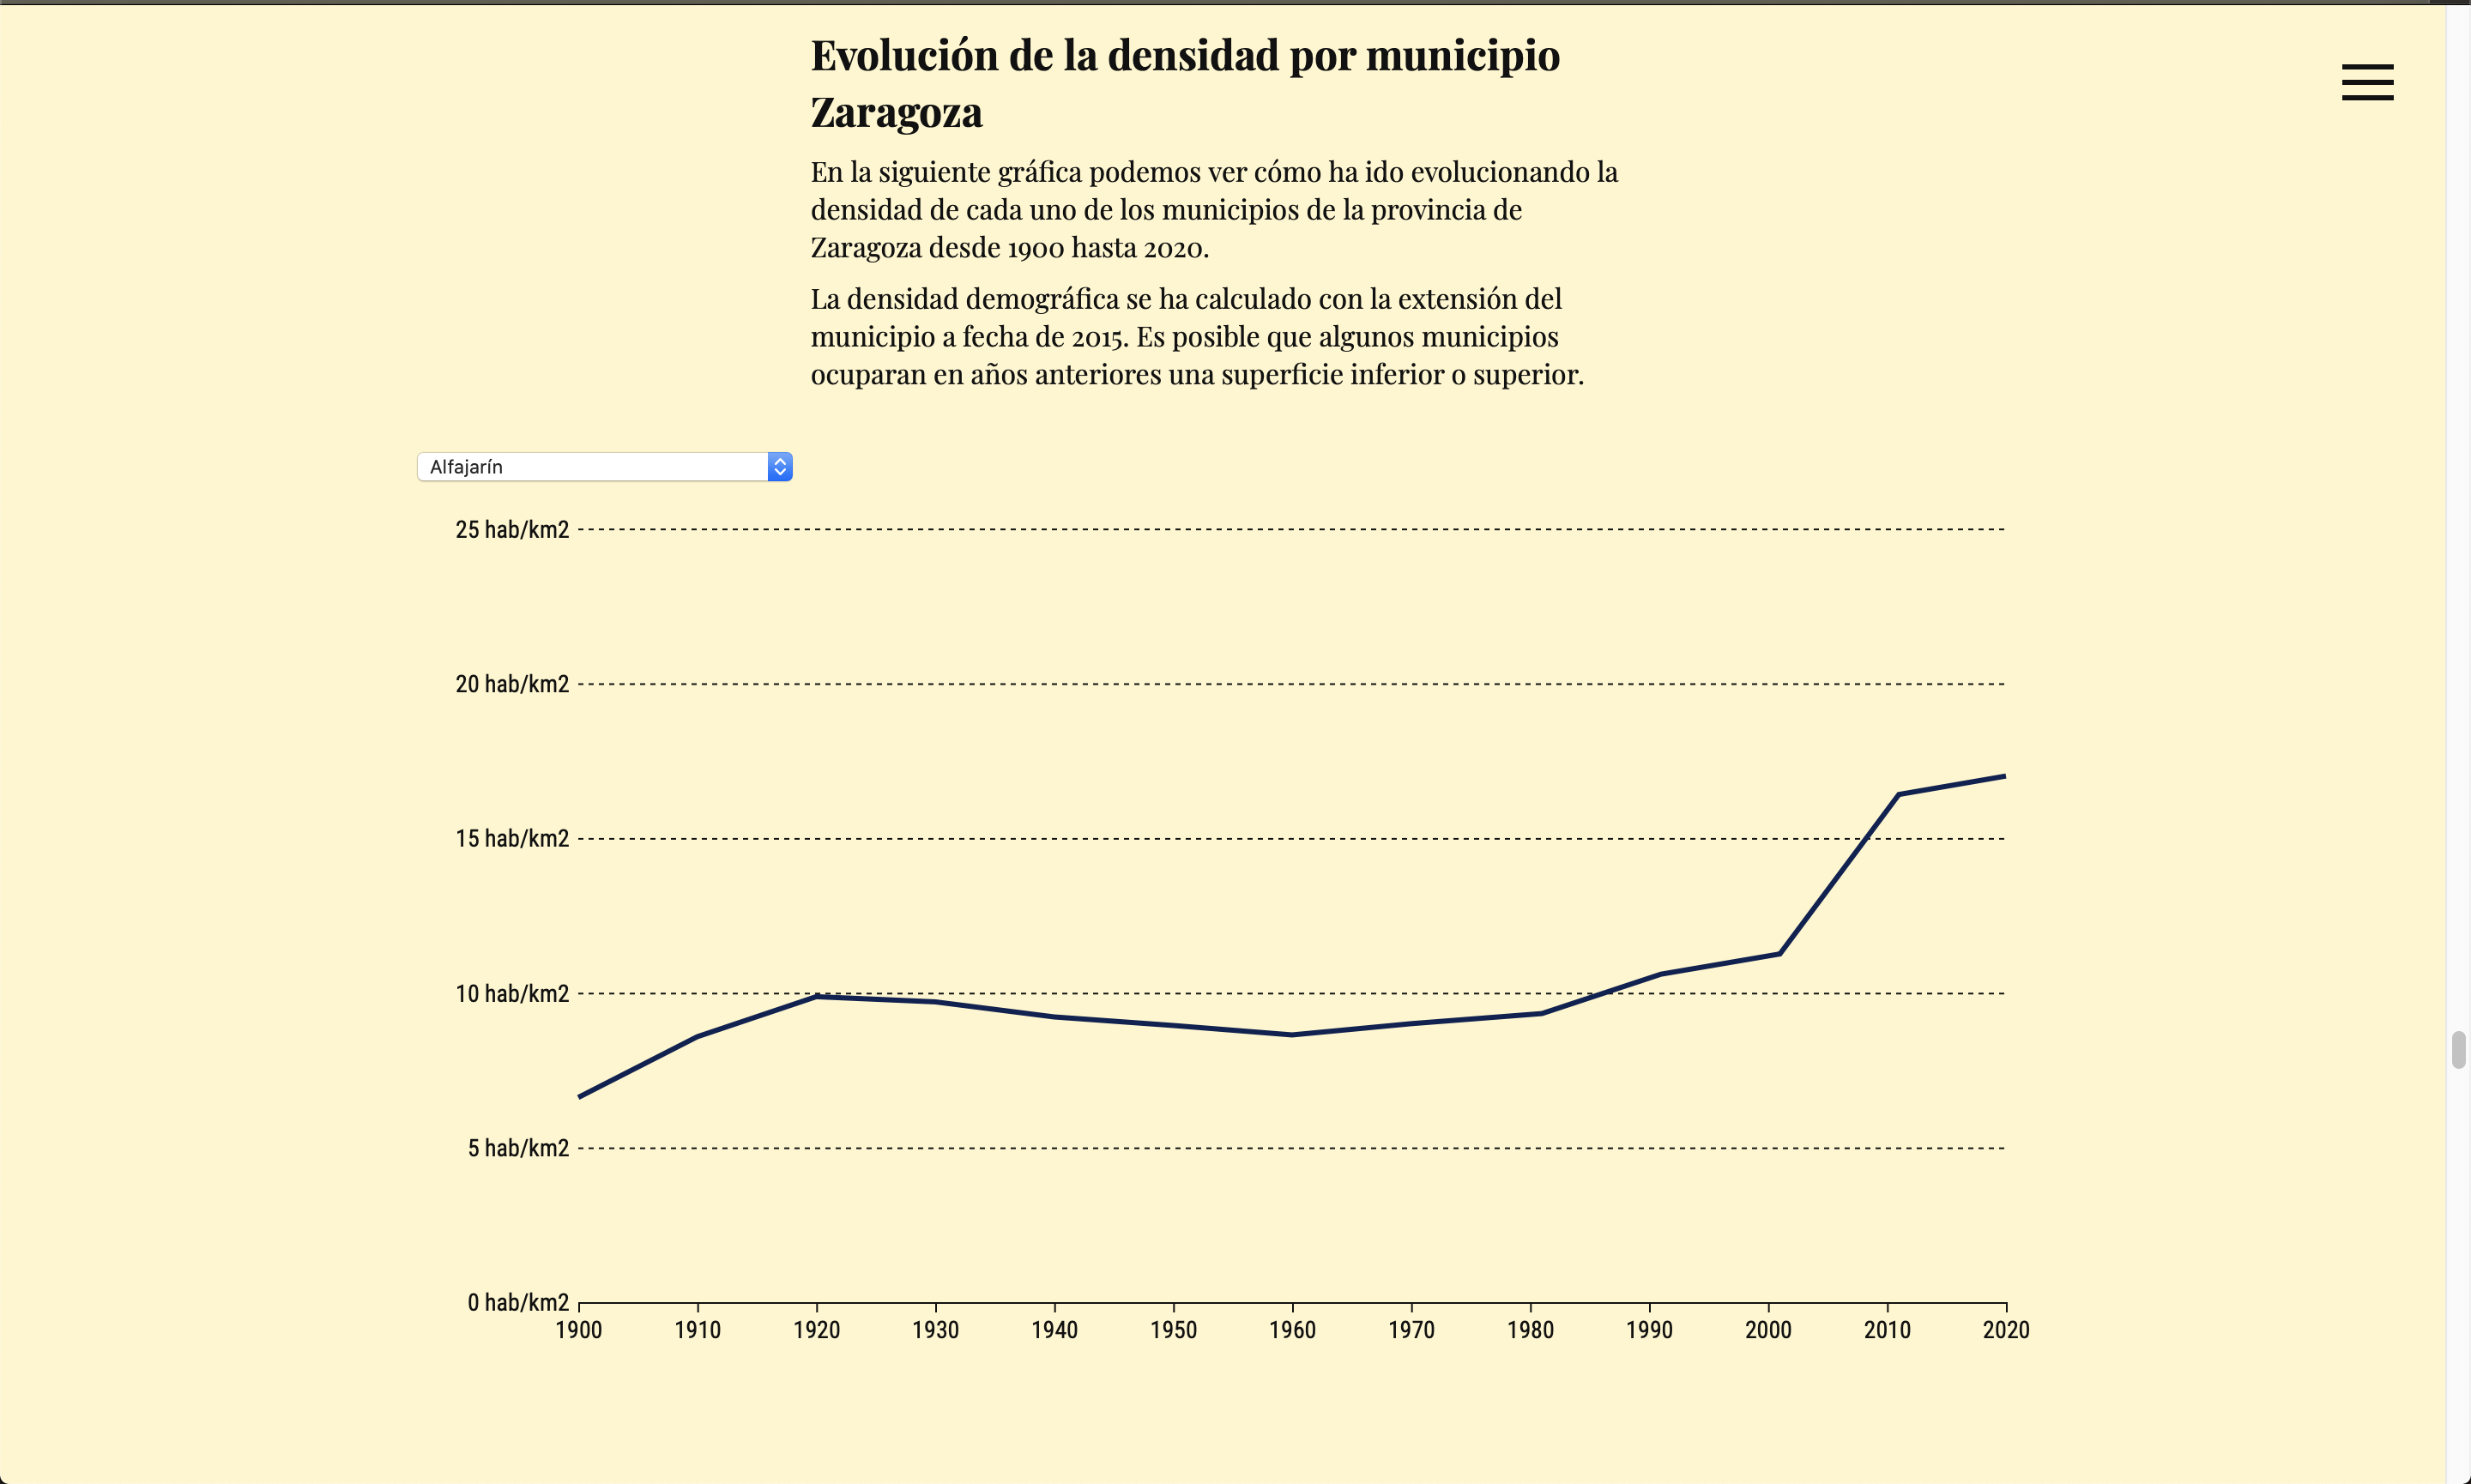 Evolución de la densidad por municipio
Zaragoza
En la siguiente gráfica podemos ver cómo ha ido evolucionando la
densidad de cada uno de los municipios de la provincia de
Zaragoza desde 1900 hasta 2020.
La densidad demográfica se ha calculado con la extensión del
municipio a fecha de 2015. Es posible que algunos municipios
ocuparan en años anteriores una superficie inferior o superior.
Alfajarín
25 hab/km2
20 hab/km2
15 hab/km2
10 hab/km2
5 hab/km2
0 hab/km2
1900 1910 1920 1930 1940 1950 1960 1970 1980 1990 2000 2010 2020